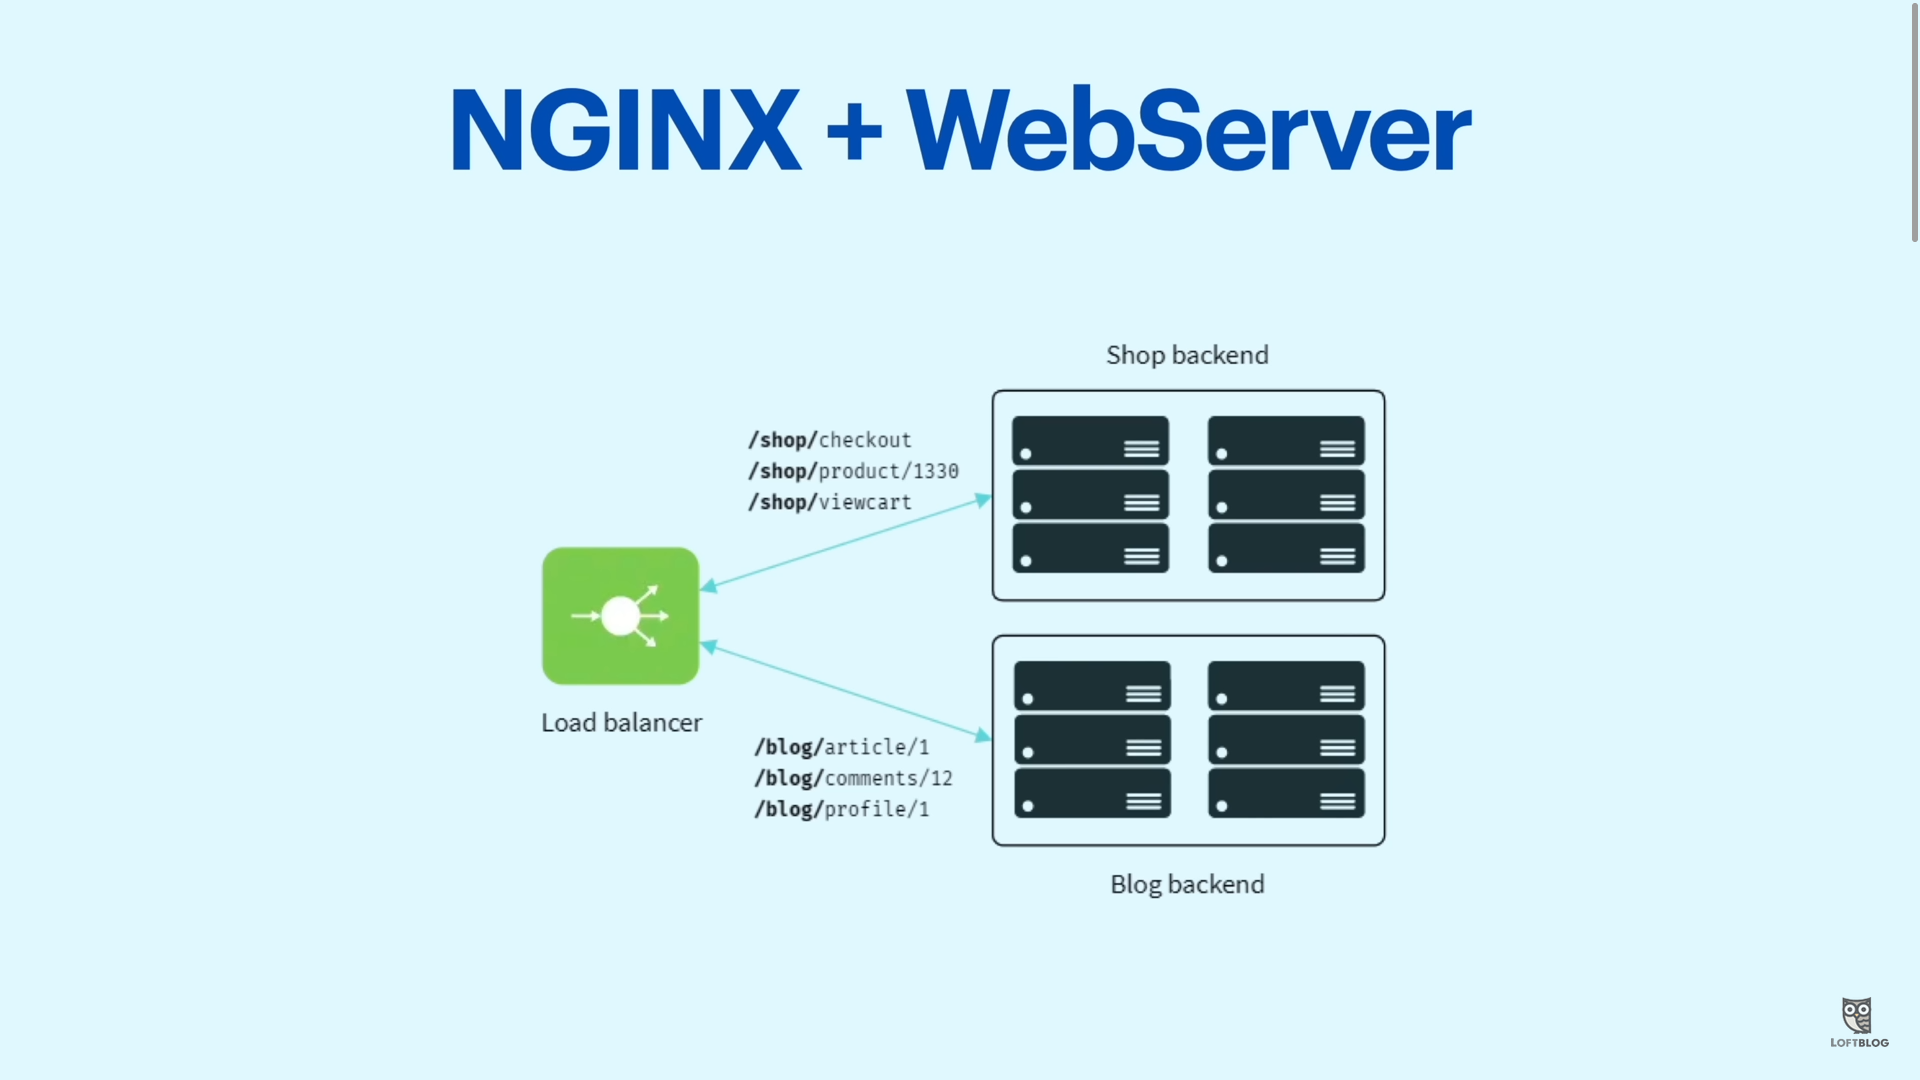 NGINX + WebServer
Shop backend
/shop/checkout
/shop/product/1330
/shop/viewcart
Load balancer
/blog/article/1
/blog/comments/12
/blog/profile/1
Blog backend
LOFTBLOG